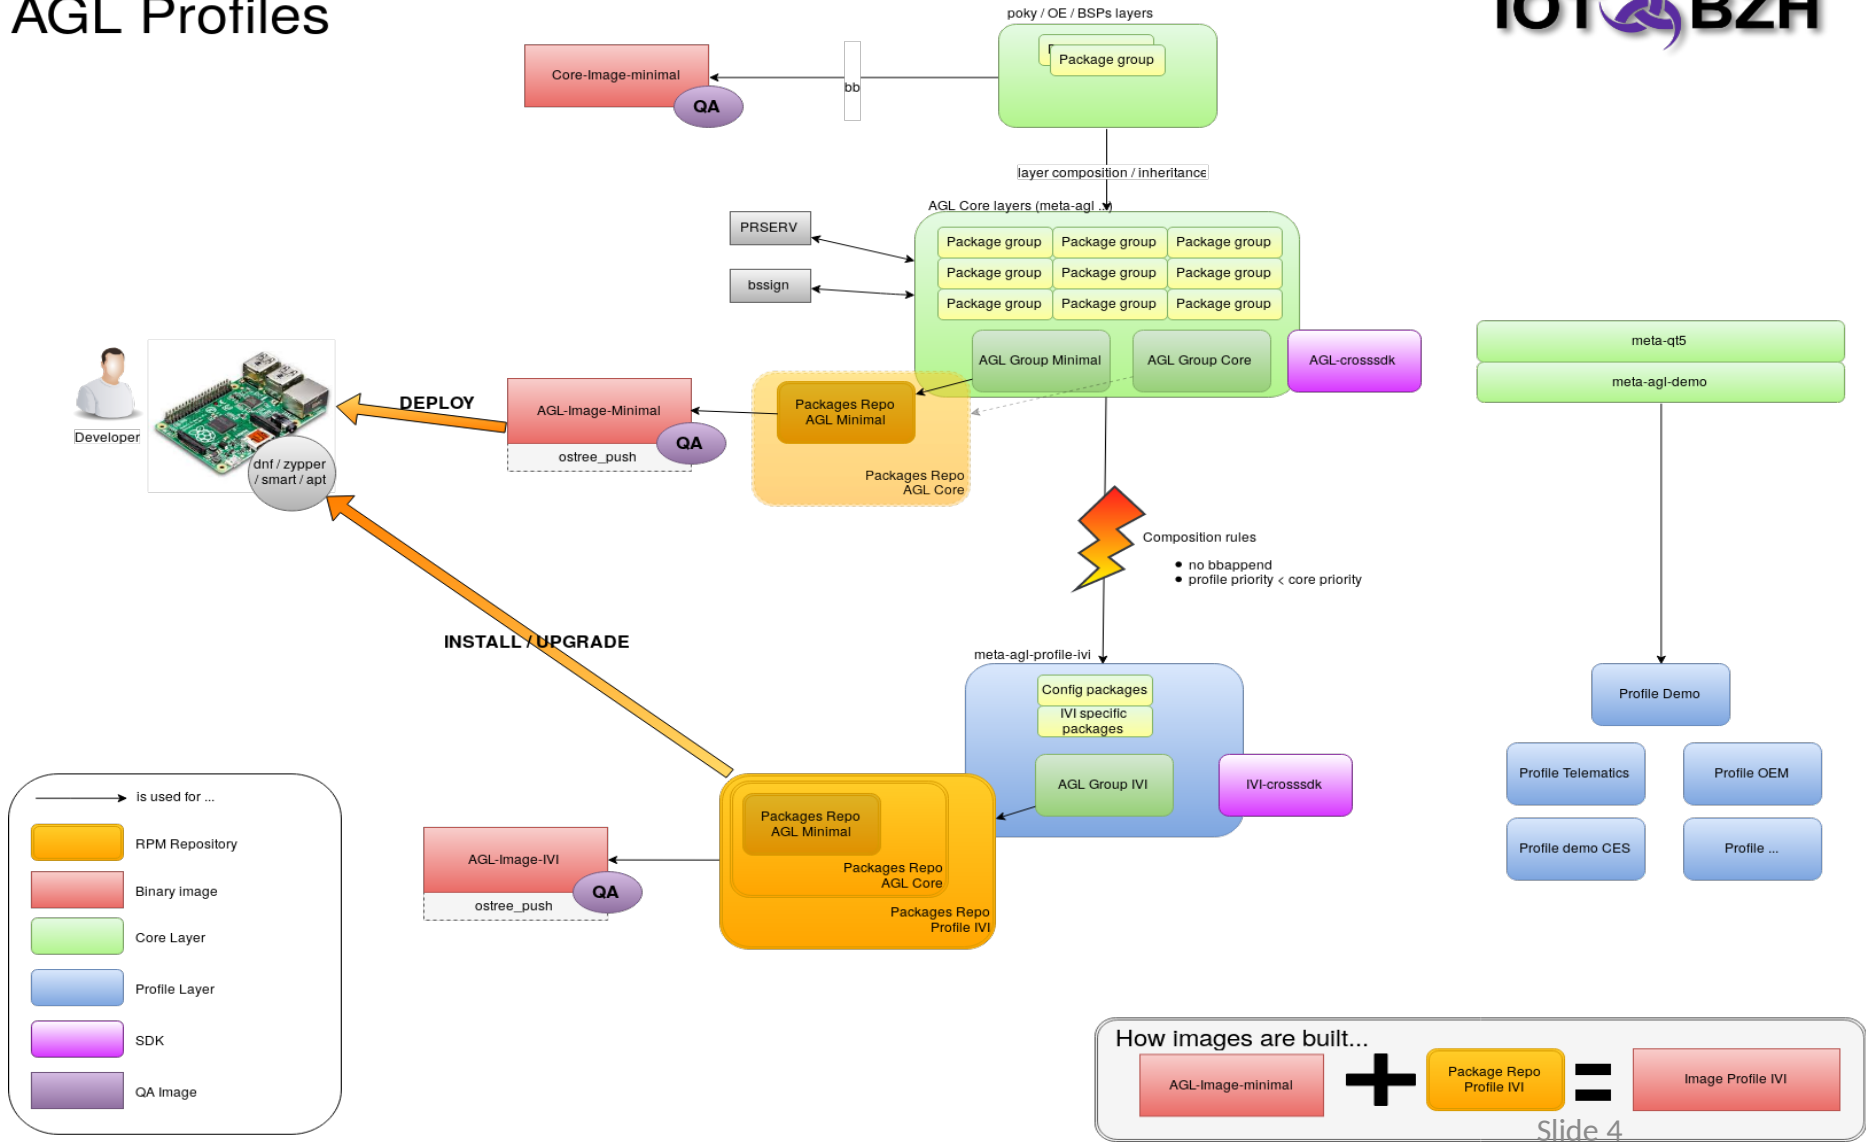 AGL Profiles
IOT BZH
poky / OE / BSPs layers
Package group
Core-Image-minimal
QA
bb
layer composition / inheritance
AGL Core layers (meta-agl ...)
PRSERV
bssign
Package group Package group Package group
Package group Package group Package group
Package group Package group Package group
AGL Group Minimal
AGL Group Core
AGL-crosssdk
meta-qt5
meta-agl-demo
Developer
dnf / zypper
/ smart / apt
DEPLOY
AGL-Image-Minimal
QA
ostree_push
Packages Repo
AGL Minimal
Packages Repo
AGL Core
Composition rules
• no bbappend
• profile priority < core priority
INSTALL / UPGRADE
meta-agl-profile-ivi
Config packages
IVI specific
packages
AGL Group IVI
IVI-crosssdk
Profile Demo
Profile Telematics
Profile OEM
Profile demo CES
Profile ...
Packages Repo
AGL Minimal
Packages Repo
AGL Core
Packages Repo
Profile IVI
AGL-Image-IVI
QA
ostree_push
is used for ...
RPM Repository
Binary image
Core Layer
Profile Layer
SDK
QA Image
How images are built...
AGL-Image-minimal
Package Repo
Profile IVI
Image Profile IVI
Slide 4